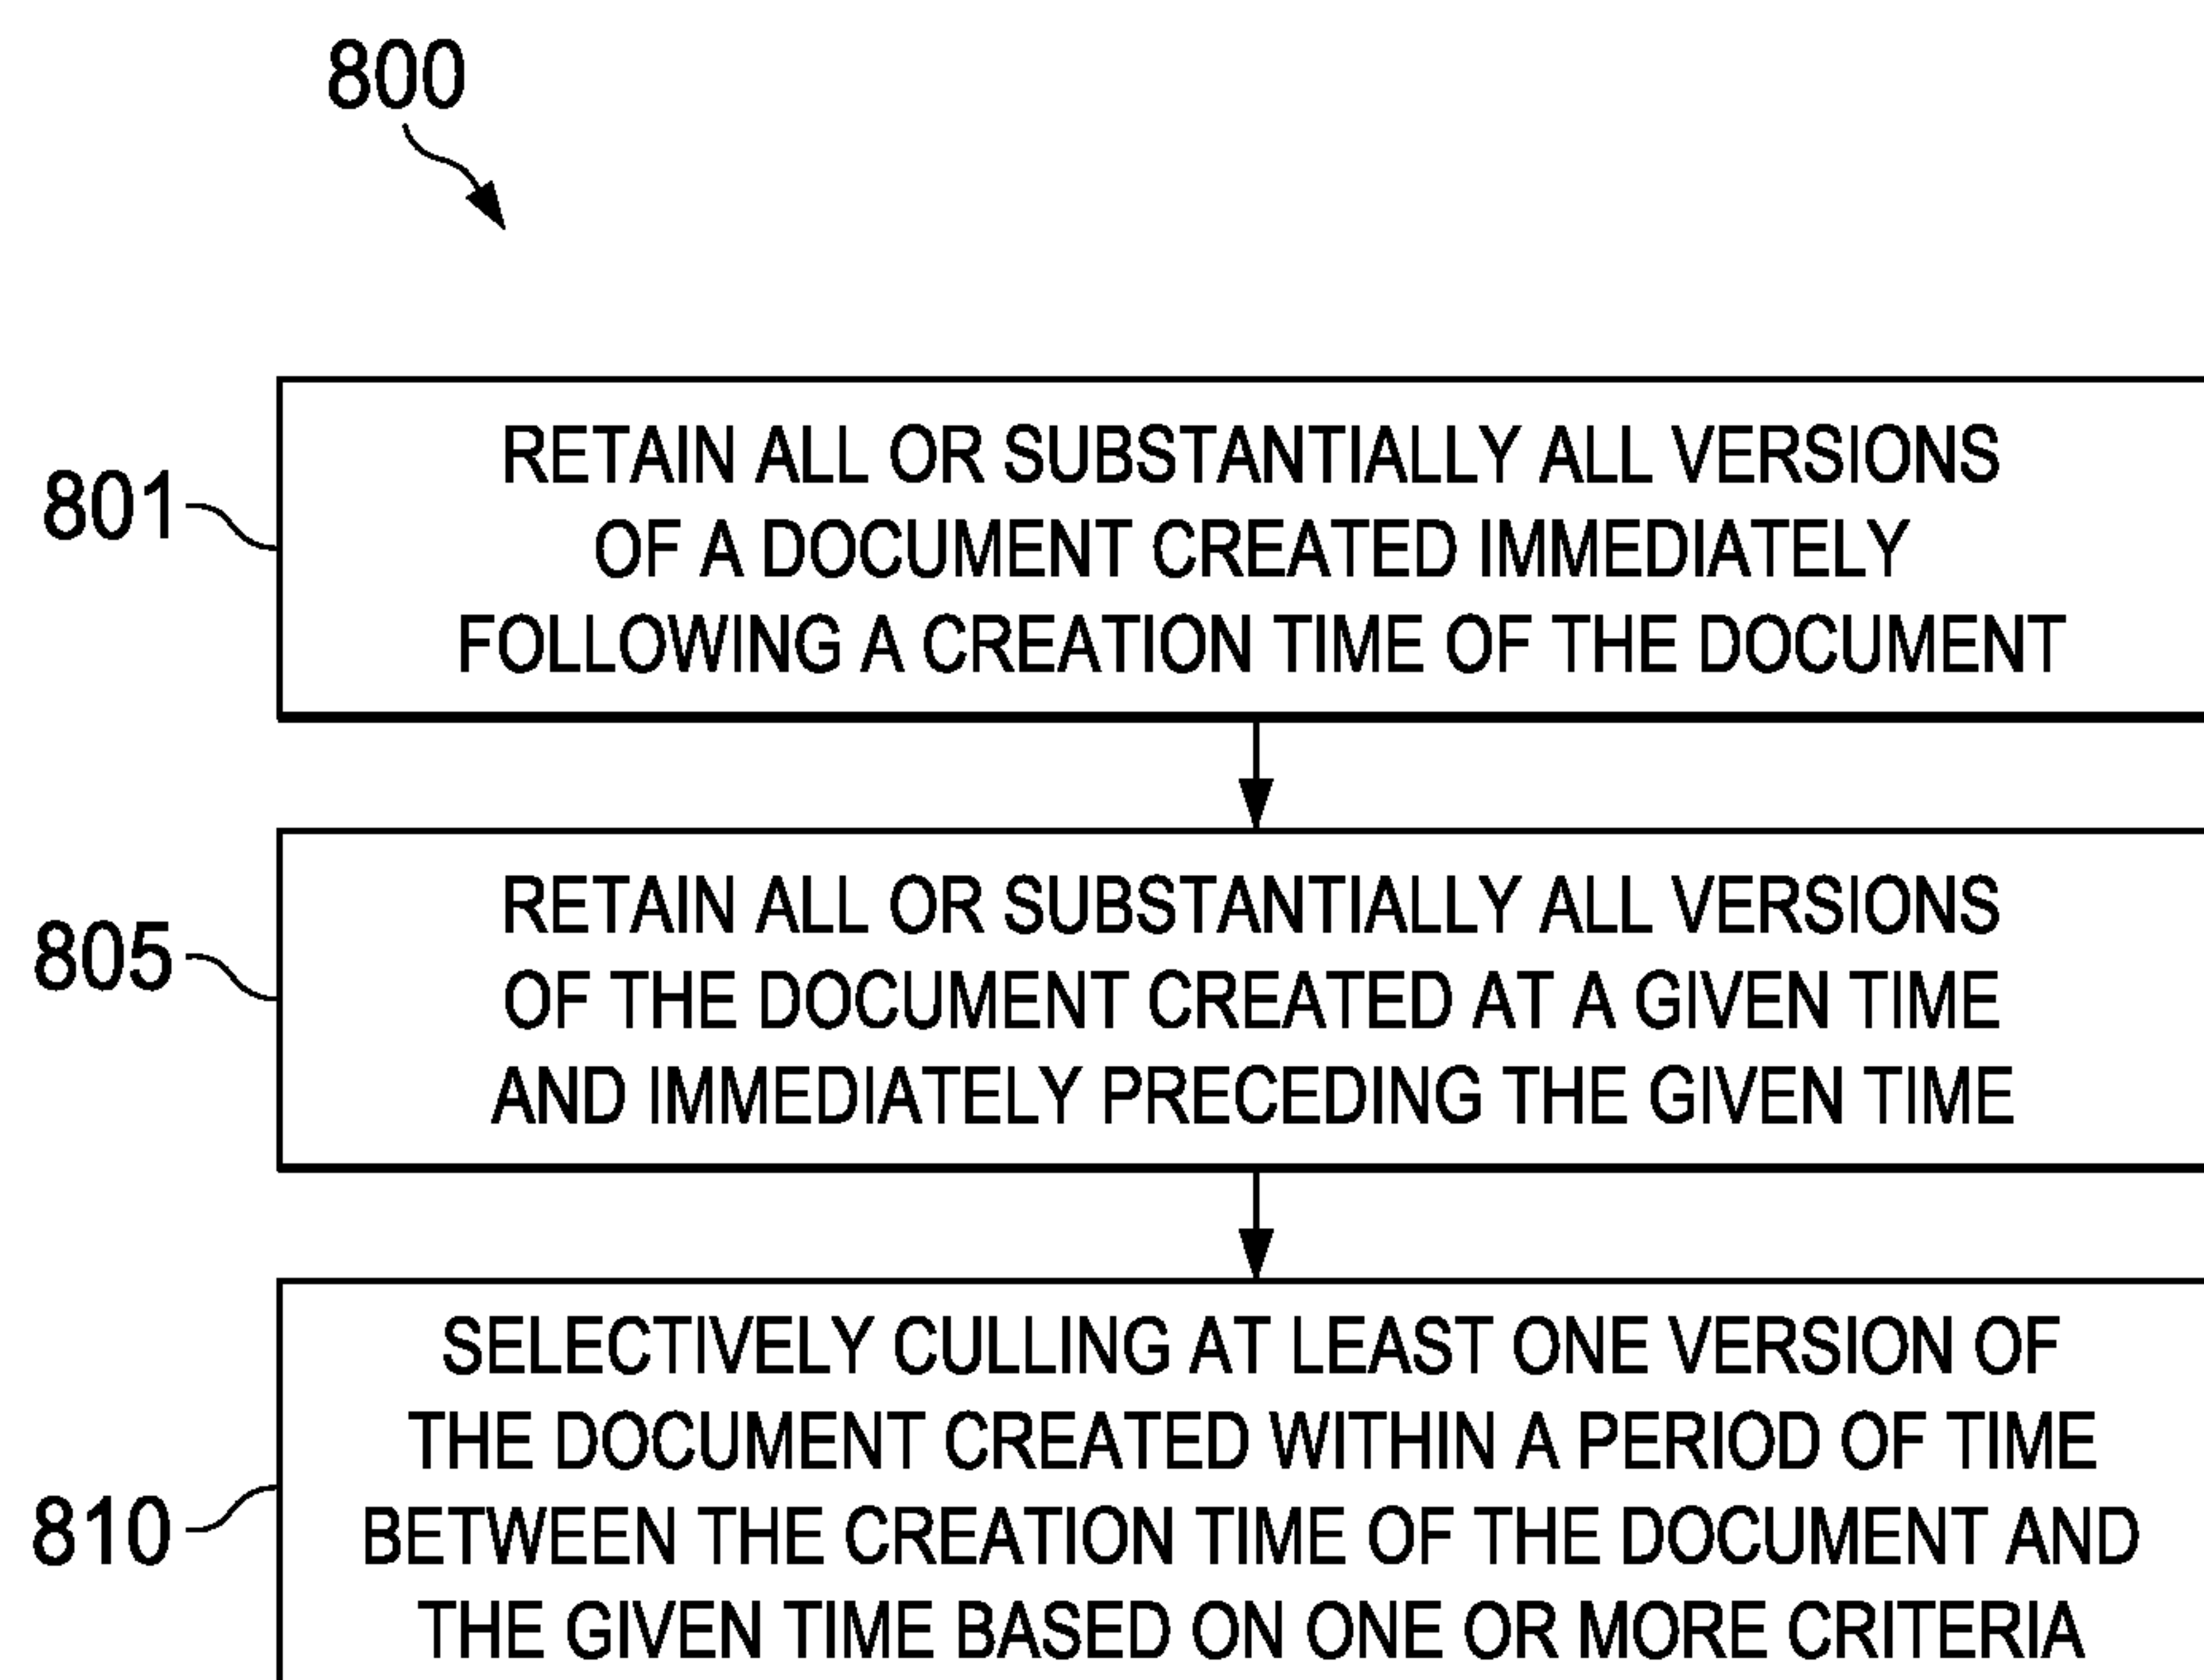 800
801
RETAIN ALL OR SUBSTANTIALLY ALL VERSIONS
OF A DOCUMENT CREATED IMMEDIATELY
FOLLOWING A CREATION TIME OF THE DOCUMENT
805
RETAIN ALL OR SUBSTANTIALLY ALL VERSIONS
OF THE DOCUMENT CREATED AT A GIVEN TIME
AND IMMEDIATELY PRECEDING THE GIVEN TIME
810
SELECTIVELY CULLING AT LEAST ONE VERSION OF
THE DOCUMENT CREATED WITHIN A PERIOD OF TIME
BETWEEN THE CREATION TIME OF THE DOCUMENT AND
THE GIVEN TIME BASED ON ONE OR MORE CRITERIA